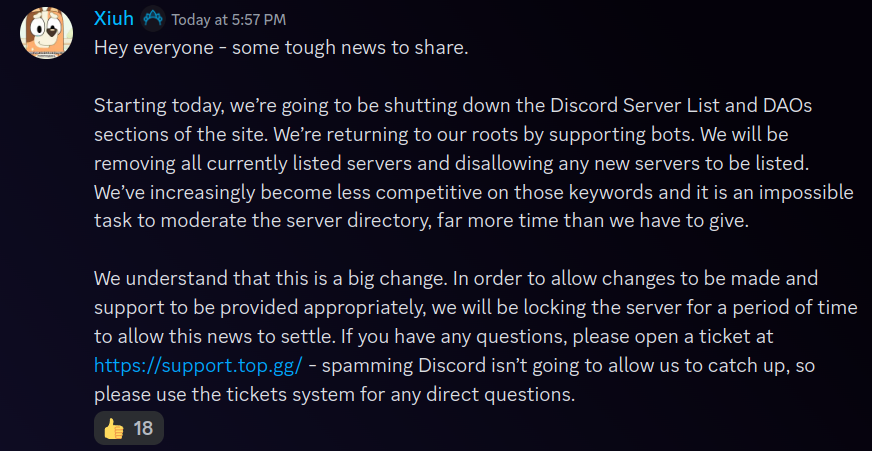 Xiuh Today at 5:57 PM
Hey everyone - some tough news to share.
Starting today, we’re going to be shutting down the Discord Server List and DAOs
sections of the site. We’re returning to our roots by supporting bots. We will be
removing all currently listed servers and disallowing any new servers to be listed.
We’ve increasingly become less competitive on those keywords and it is an impossible
task to moderate the server directory, far more time than we have to give.
We understand that this is a big change. In order to allow changes to be made and
support to be provided appropriately, we will be locking the server for a period of time
to allow this news to settle. If you have any questions, please open a ticket at
https://support.top.gg/ - spamming Discord isn’t going to allow us to catch up, so
please use the tickets system for any direct questions.
👍 18